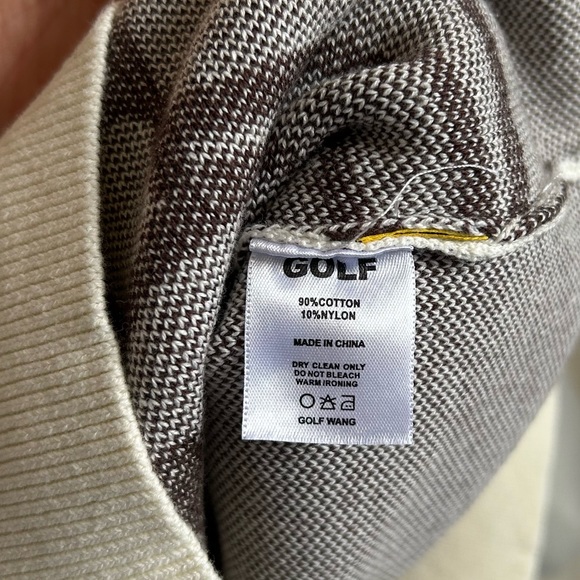 GOLF
90%COTTON
10%NYLON
MADE IN CHINA
DRY CLEAN ONLY
DO NOT BLEACH
WARM IRONING
GOLF WANG